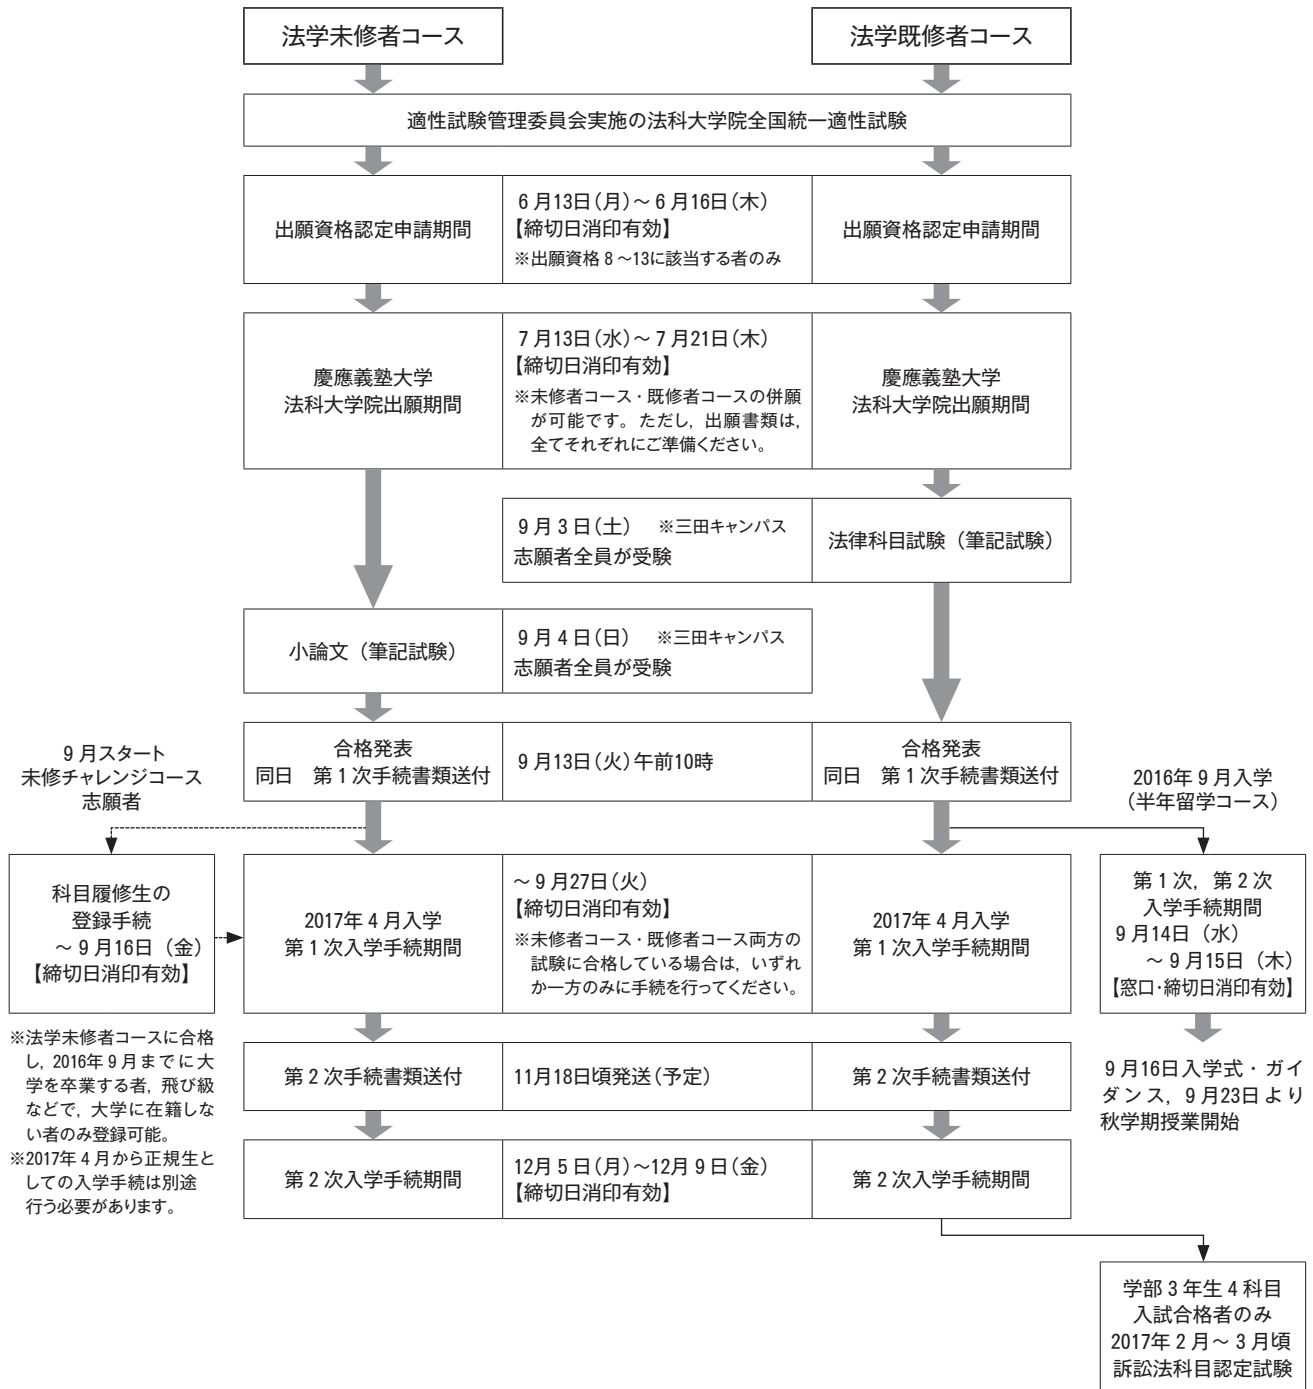 法学未修者コース
法学既修者コース
適性試験管理委員会実施の法科大学院全国統一適性試験
出願資格認定申請期間
6月13日(月)～6月16日(木)
【締切日消印有効】
※出願資格8～13に該当する者のみ
出願資格認定申請期間
慶應義塾大学
法科大学院出願期間
7月13日(水)～7月21日(木)
【締切日消印有効】
※未修者コース・既修者コースの併願
が可能です。ただし，出願書類は，
全てそれぞれにご準備ください。
慶應義塾大学
法科大学院出願期間
9月3日(土)　※三田キャンパス
志願者全員が受験
法律科目試験（筆記試験）
小論文（筆記試験）
9月4日(日)　※三田キャンパス
志願者全員が受験
合格発表
同日　第1次手続書類送付
9月13日(火)午前10時
合格発表
同日　第1次手続書類送付
9月スタート
未修チャレンジコース
志願者
2016年9月入学
（半年留学コース）
科目履修生の
登録手続
～9月16日（金）
【締切日消印有効】
2017年4月入学
第1次入学手続期間
～9月27日(火)
【締切日消印有効】
※未修者コース・既修者コース両方の
試験に合格している場合は，いずれ
か一方のみに手続を行ってください。
2017年4月入学
第1次入学手続期間
第1次，第2次
入学手続期間
9月14日（水）
～9月15日（木）
【窓口・締切日消印有効】
※法学未修者コースに合格
し，2016年9月までに大
学を卒業する者，飛び級
などで，大学に在籍しな
い者のみ登録可能。
※2017年4月から正規生と
しての入学手続は別途
行う必要があります。
第2次手続書類送付
11月18日頃発送(予定)
第2次手続書類送付
9月16日入学式・ガイ
ダンス，9月23日より
秋学期授業開始
第2次入学手続期間
12月5日(月)～12月9日(金)
【締切日消印有効】
第2次入学手続期間
学部3年生4科目
入試合格者のみ
2017年2月～3月頃
訴訟法科目認定試験